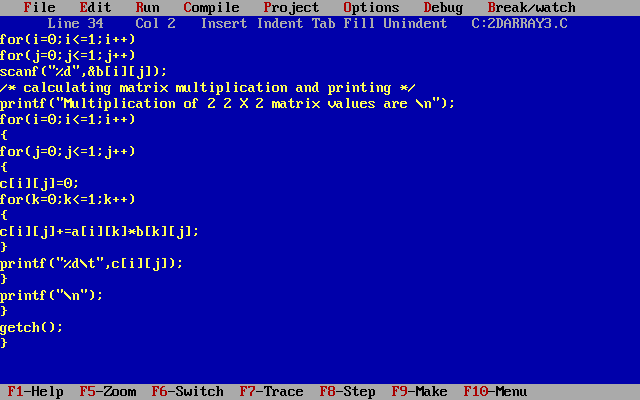 File Edit Run Compile Project Options Debug Break/watch
Line 34 Col 2 Insert Indent Tab Fill Unindent C:2DARRAY3.C
for(i=0;i<=1;i++)
for(j=0;j<=1;j++)
scanf("%d",&b[i][j]);
/* calculating matrix multiplication and printing */
printf("Multiplication of 2 2 X 2 matrix values are \n");
for(i=0;i<=1;i++)
{
for(j=0;j<=1;j++)
{
c[i][j]=0;
for(k=0;k<=1;k++)
{
c[i][j]+=a[i][k]*b[k][j];
}
printf("%d\t",c[i][j]);
}
printf("\n");
}
getch();
}
F1-Help F5-Zoom F6-Switch F7-Trace F8-Step F9-Make F10-Menu